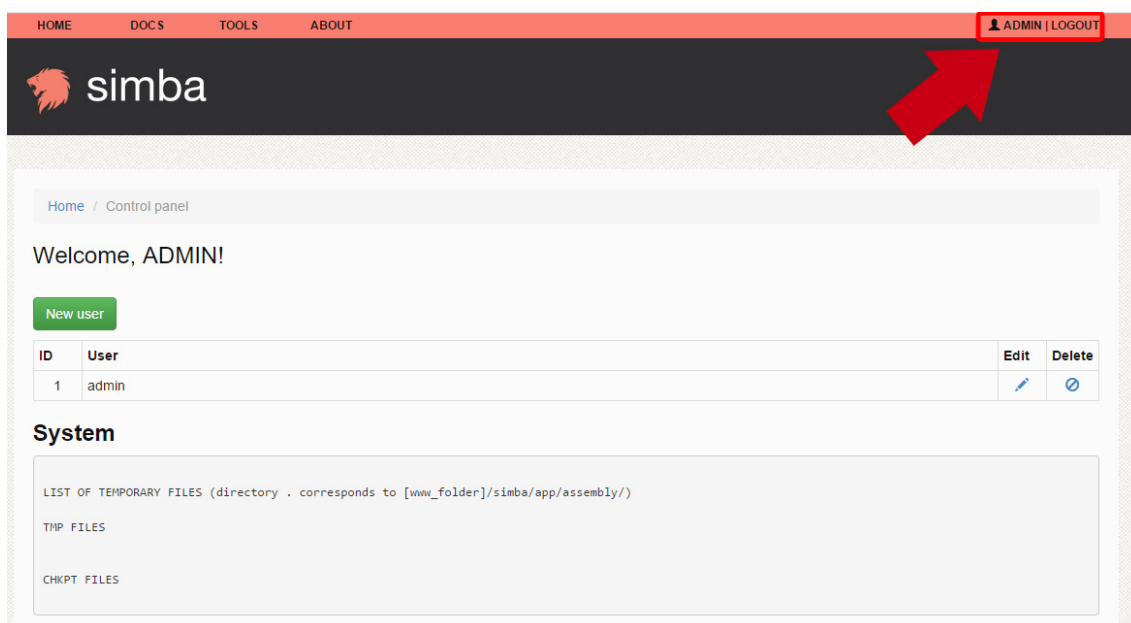 HOME DOCS TOOLS ABOUT ADMIN | LOGOUT
simba
Home / Control panel
Welcome, ADMIN!
New user
ID User Edit Delete
1 admin
System
LIST OF TEMPORARY FILES (directory . corresponds to [www_folder]/simba/app/assembly/)
TMP FILES
CHKPT FILES